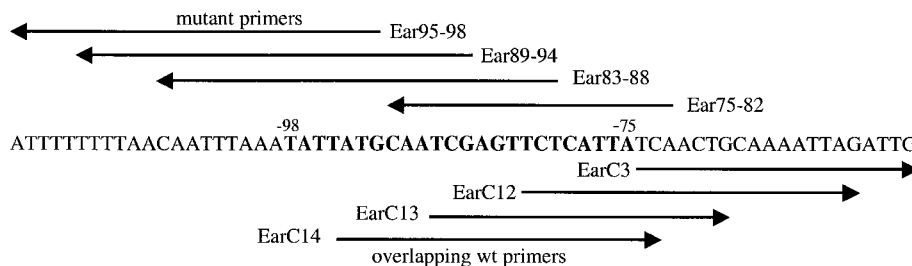 mutant primers
Ear95-98
Ear89-94
Ear83-88
Ear75-82
-98 -75
ATTTTTTTTAACAATTTAAATATTATGCAATCGAGTTCTCATTATCAACTGCAAAATTAGATTG
EarC3
EarC12
EarC13
EarC14
overlapping wt primers